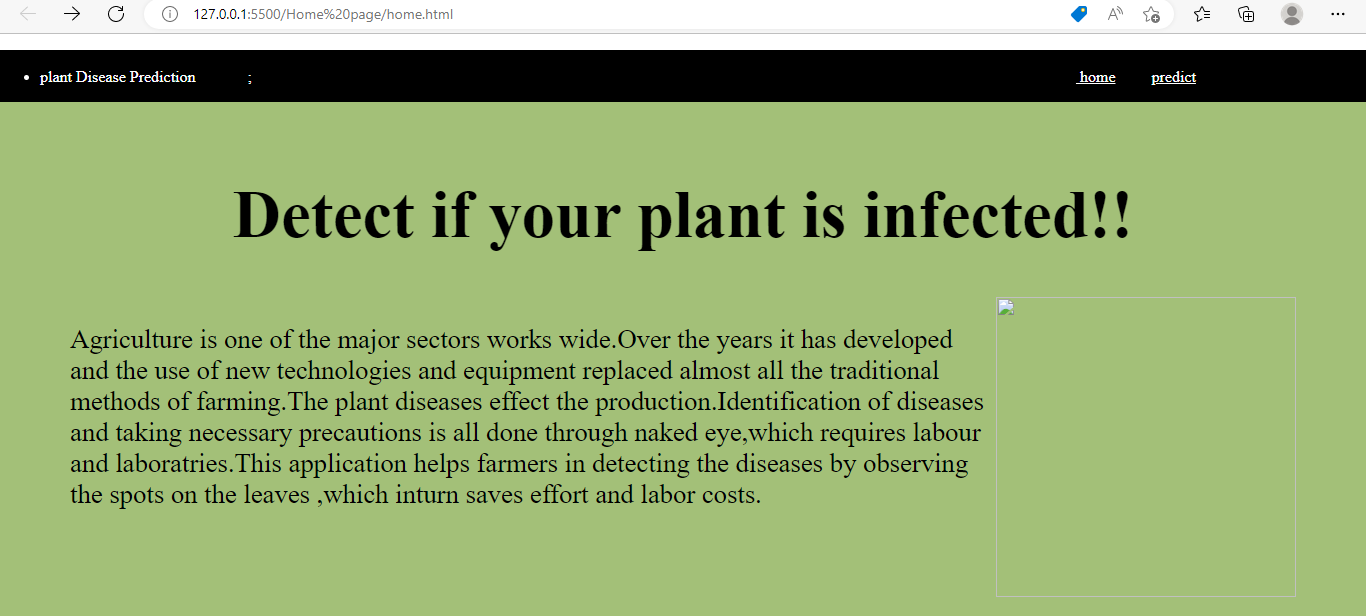 127.0.0.1:5500/Home%20page/home.html
plant Disease Prediction ; home predict
Detect if your plant is infected!!
Agriculture is one of the major sectors works wide.Over the years it has developed
and the use of new technologies and equipment replaced almost all the traditional
methods of farming.The plant diseases effect the production.Identification of diseases
and taking necessary precautions is all done through naked eye,which requires labour
and laboratries.This application helps farmers in detecting the diseases by observing
the spots on the leaves ,which inturn saves effort and labor costs.